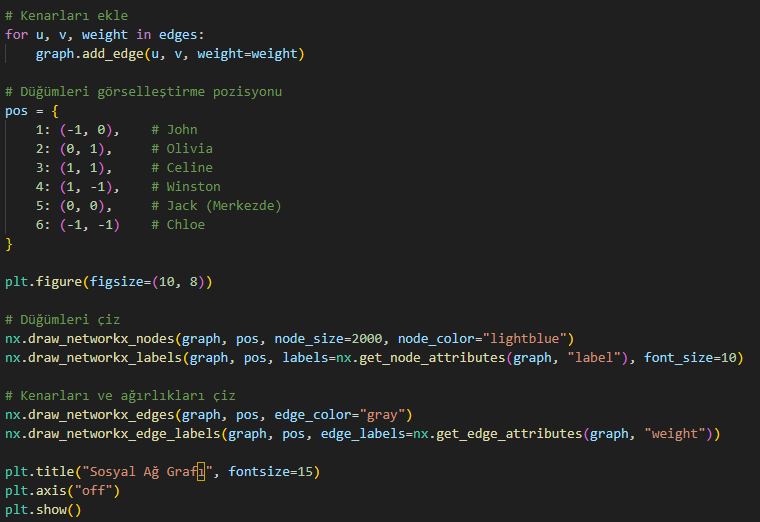 # Kenarları ekle
for u, v, weight in edges:
    graph.add_edge(u, v, weight=weight)
# Düğümleri görselleştirme pozisyonu
pos = {
    1: (-1, 0),    # John
    2: (0, 1),     # Olivia
    3: (1, 1),     # Celine
    4: (1, -1),    # Winston
    5: (0, 0),     # Jack (Merkezde)
    6: (-1, -1)    # Chloe
}
plt.figure(figsize=(10, 8))
# Düğümleri çiz
nx.draw_networkx_nodes(graph, pos, node_size=2000, node_color="lightblue")
nx.draw_networkx_labels(graph, pos, labels=nx.get_node_attributes(graph, "label"), font_size=10)
# Kenarları ve ağırlıkları çiz
nx.draw_networkx_edges(graph, pos, edge_color="gray")
nx.draw_networkx_edge_labels(graph, pos, edge_labels=nx.get_edge_attributes(graph, "weight"))
plt.title("Sosyal Ağ Grafı", fontsize=15)
plt.axis("off")
plt.show()